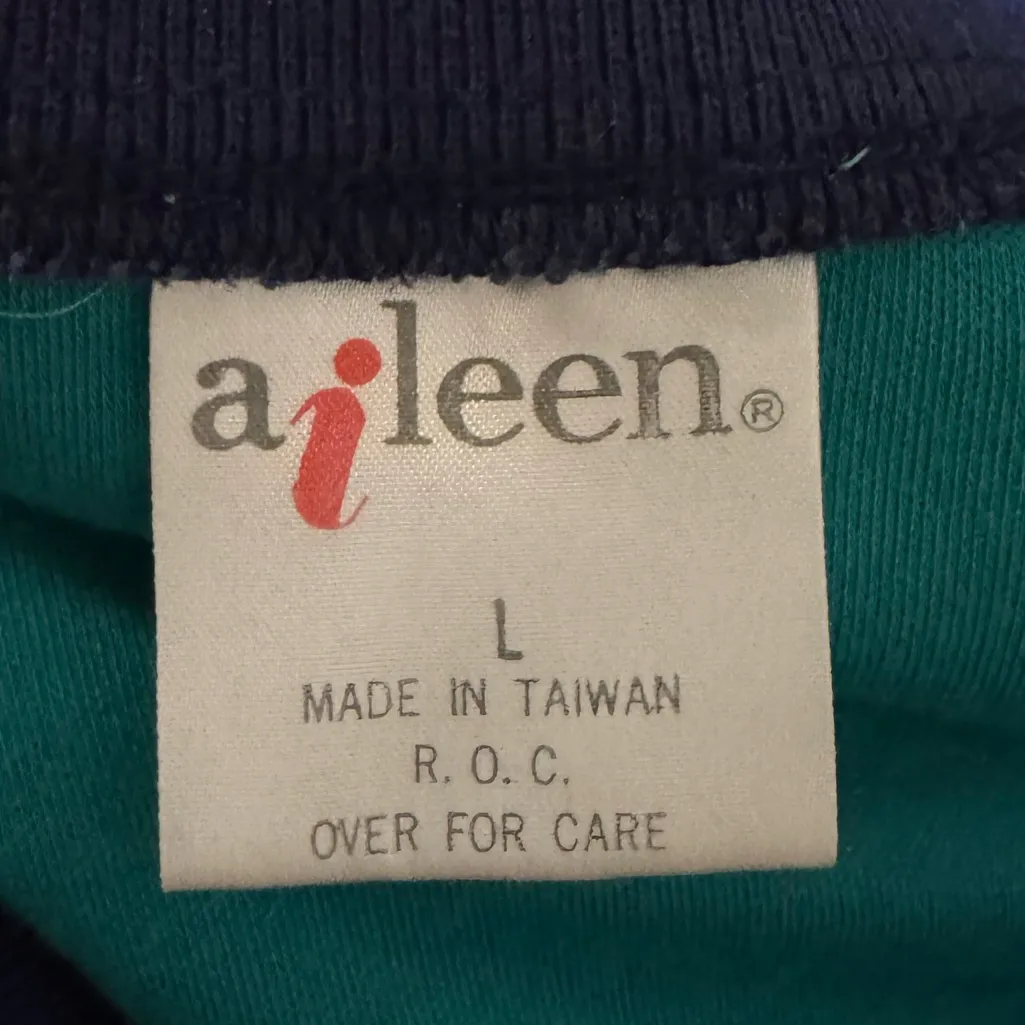 aileen®
L
MADE IN TAIWAN
R. O. C.
OVER FOR CARE